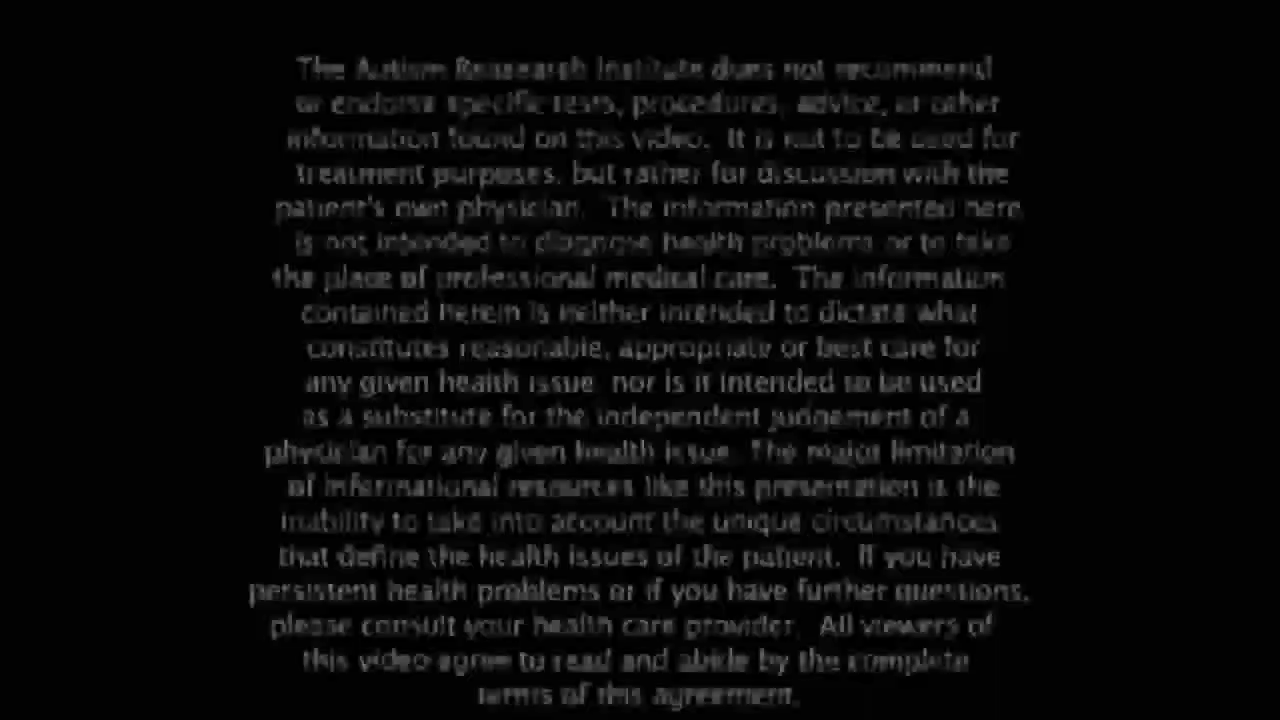 The Autism Research Institute does not recommend
or endorse specific tests, procedures, advice, or other
information found on this video. It is not to be used for
treatment purposes, but rather for discussion with the
patient's own physician. The information presented here
is not intended to diagnose health problems or to take
the place of professional medical care. The information
contained herein is neither intended to dictate what
constitutes reasonable, appropriate or best care for
any given health issue, nor is it intended to be used
as a substitute for the independent judgement of a
physician for any given health issue. The major limitation
of informational resources like this presentation is the
inability to take into account the unique circumstances
that define the health issues of the patient. If you have
persistent health problems or if you have further questions,
please consult your health care provider. All viewers of
this video agree to read and abide by the complete
terms of this agreement.